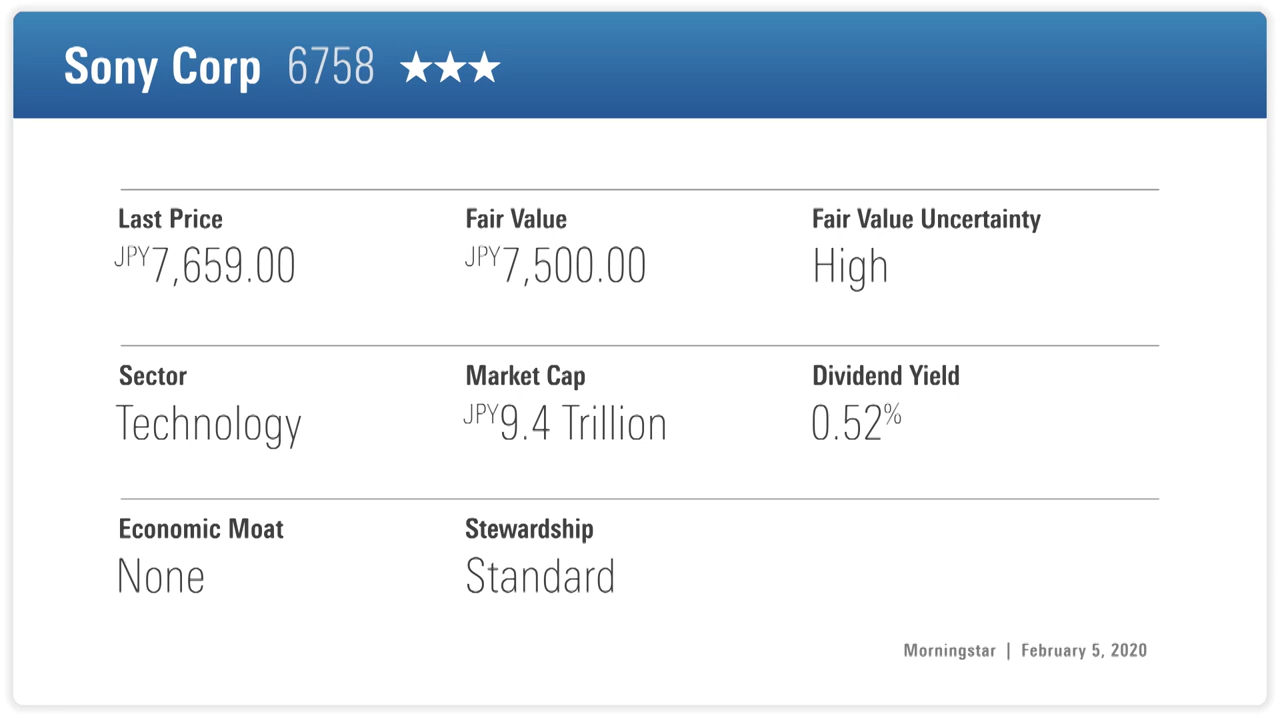 Sony Corp 6758 ★★★
Last Price Fair Value Fair Value Uncertainty
JPY7,659.00 JPY7,500.00 High
Sector Market Cap Dividend Yield
Technology JPY9.4 Trillion 0.52%
Economic Moat Stewardship
None Standard
Morningstar | February 5, 2020